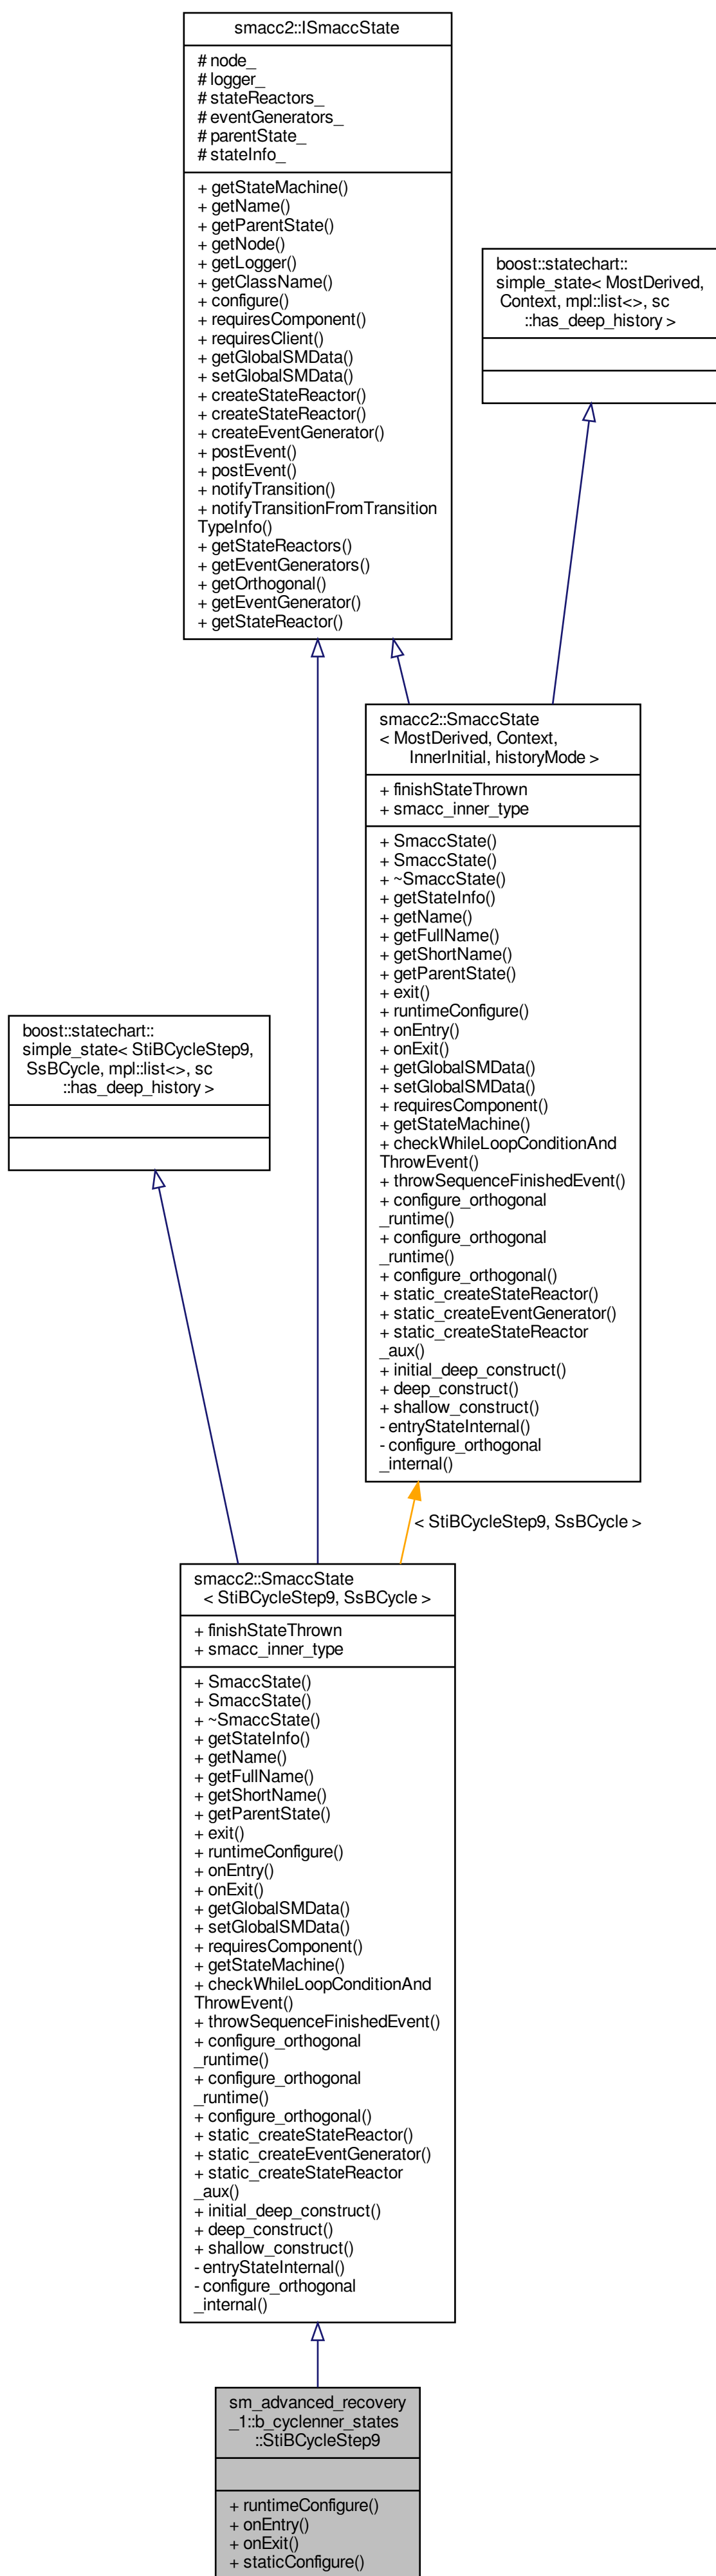 smacc2::ISmaccState
# node_
# logger_
# stateReactors_
# eventGenerators_
# parentState_
# stateInfo_
+ getStateMachine()
+ getName()
+ getParentState()
+ getNode()
+ getLogger()
+ getClassName()
+ configure()
+ requiresComponent()
+ requiresClient()
+ getGlobalSMData()
+ setGlobalSMData()
+ createStateReactor()
+ createStateReactor()
+ createEventGenerator()
+ postEvent()
+ postEvent()
+ notifyTransition()
+ notifyTransitionFromTransition
TypeInfo()
+ getStateReactors()
+ getEventGenerators()
+ getOrthogonal()
+ getEventGenerator()
+ getStateReactor()
boost::statechart::
simple_state< MostDerived,
Context, mpl::list<>, sc
::has_deep_history >
smacc2::SmaccState
< MostDerived, Context,
InnerInitial, historyMode >
+ finishStateThrown
+ smacc_inner_type
+ SmaccState()
+ SmaccState()
+ ~SmaccState()
+ getStateInfo()
+ getName()
+ getFullName()
+ getShortName()
+ getParentState()
+ exit()
+ runtimeConfigure()
+ onEntry()
+ onExit()
+ getGlobalSMData()
+ setGlobalSMData()
+ requiresComponent()
+ getStateMachine()
+ checkWhileLoopConditionAnd
ThrowEvent()
+ throwSequenceFinishedEvent()
+ configure_orthogonal
_runtime()
+ configure_orthogonal
_runtime()
+ configure_orthogonal()
+ static_createStateReactor()
+ static_createEventGenerator()
+ static_createStateReactor
_aux()
+ initial_deep_construct()
+ deep_construct()
+ shallow_construct()
- entryStateInternal()
- configure_orthogonal
_internal()
boost::statechart::
simple_state< StiBCycleStep9,
SsBCycle, mpl::list<>, sc
::has_deep_history >
< StiBCycleStep9, SsBCycle >
smacc2::SmaccState
< StiBCycleStep9, SsBCycle >
+ finishStateThrown
+ smacc_inner_type
+ SmaccState()
+ SmaccState()
+ ~SmaccState()
+ getStateInfo()
+ getName()
+ getFullName()
+ getShortName()
+ getParentState()
+ exit()
+ runtimeConfigure()
+ onEntry()
+ onExit()
+ getGlobalSMData()
+ setGlobalSMData()
+ requiresComponent()
+ getStateMachine()
+ checkWhileLoopConditionAnd
ThrowEvent()
+ throwSequenceFinishedEvent()
+ configure_orthogonal
_runtime()
+ configure_orthogonal
_runtime()
+ configure_orthogonal()
+ static_createStateReactor()
+ static_createEventGenerator()
+ static_createStateReactor
_aux()
+ initial_deep_construct()
+ deep_construct()
+ shallow_construct()
- entryStateInternal()
- configure_orthogonal
_internal()
sm_advanced_recovery
_1::b_cyclenner_states
::StiBCycleStep9
+ runtimeConfigure()
+ onEntry()
+ onExit()
+ staticConfigure()